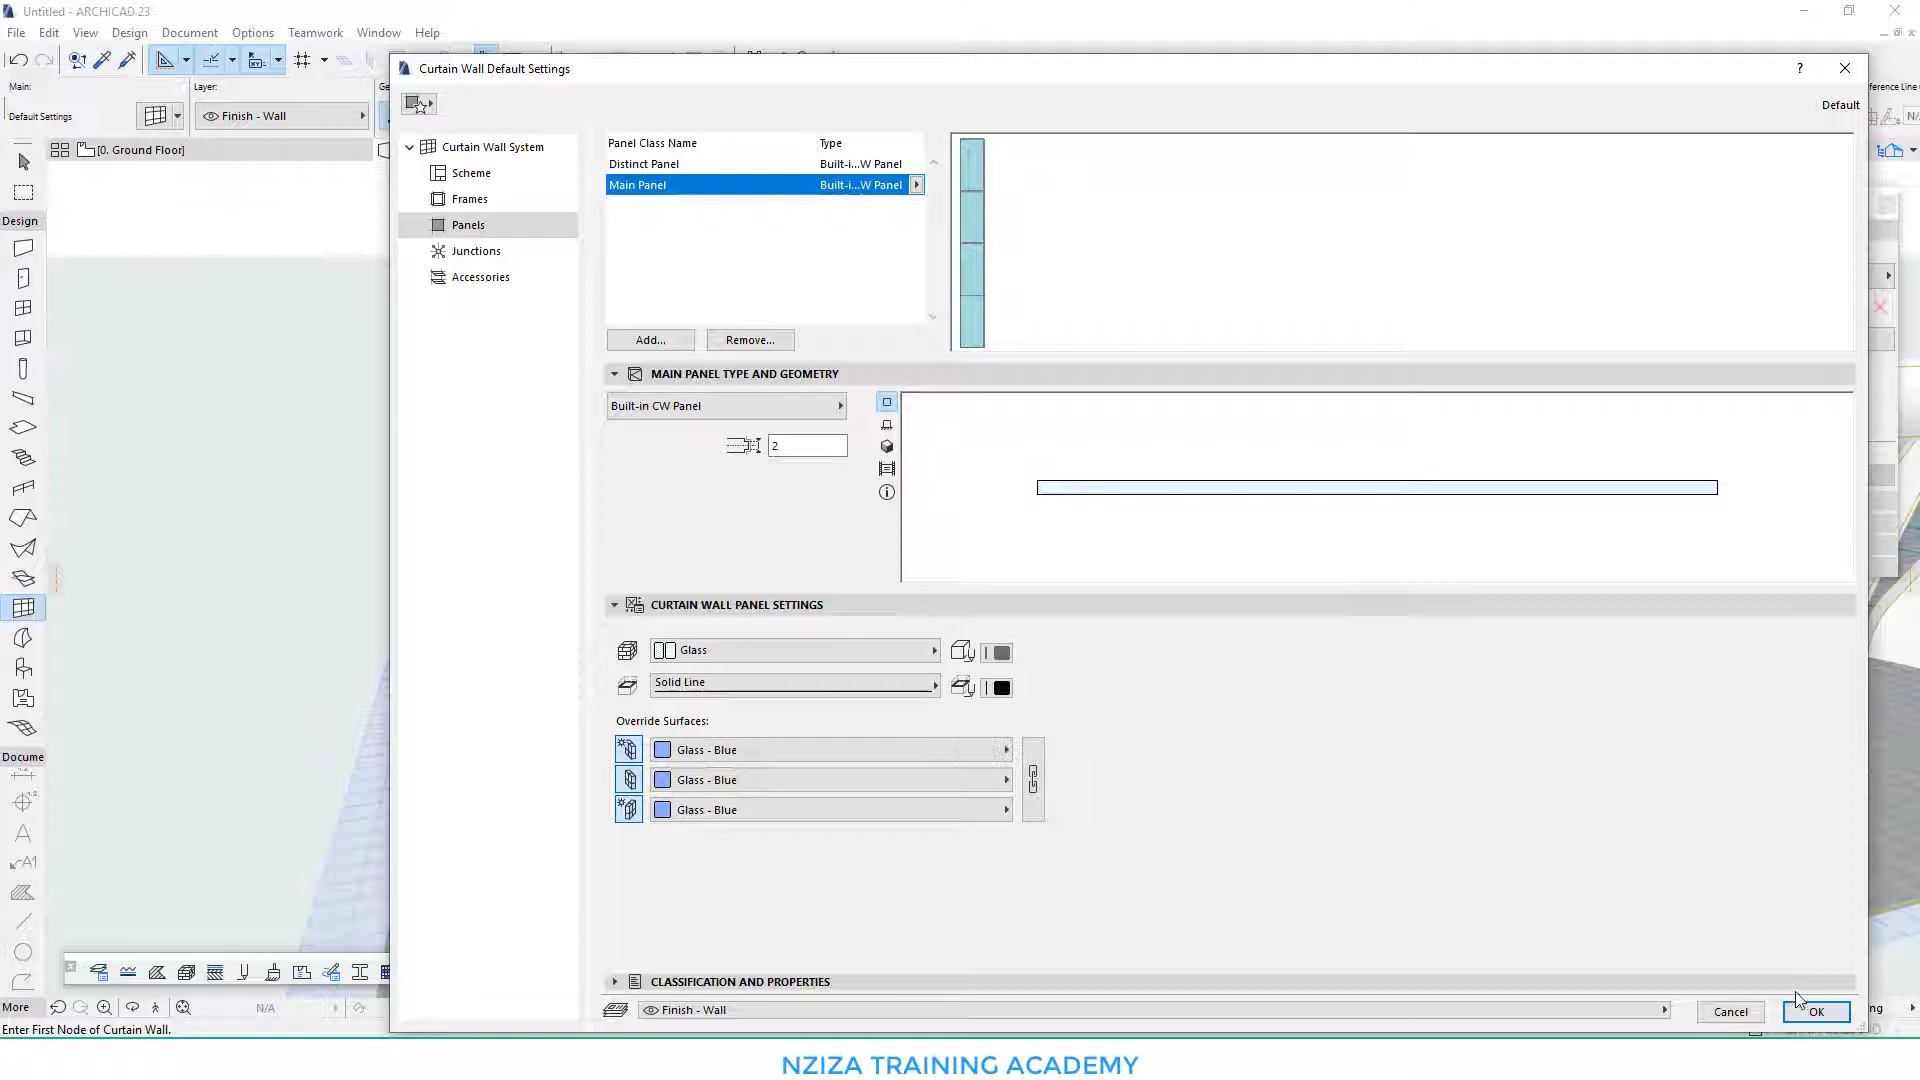 Untitled - ARCHICAD 23
File Edit View Design Document Options Teamwork Window Help
Main:
Layer:
Default Settings
Finish - Wall
[0. Ground Floor]
Design
Docume
More
N/A
Enter First Node of Curtain Wall.
Curtain Wall Default Settings
?
Default
Curtain Wall System
Scheme
Frames
Panels
Junctions
Accessories
Panel Class Name Type
Distinct Panel Built-i...W Panel
Main Panel Built-i...W Panel
Add... Remove...
MAIN PANEL TYPE AND GEOMETRY
Built-in CW Panel
2
CURTAIN WALL PANEL SETTINGS
Glass
Solid Line
Override Surfaces:
Glass - Blue
Glass - Blue
Glass - Blue
CLASSIFICATION AND PROPERTIES
Finish - Wall
Cancel OK
NZIZA TRAINING ACADEMY